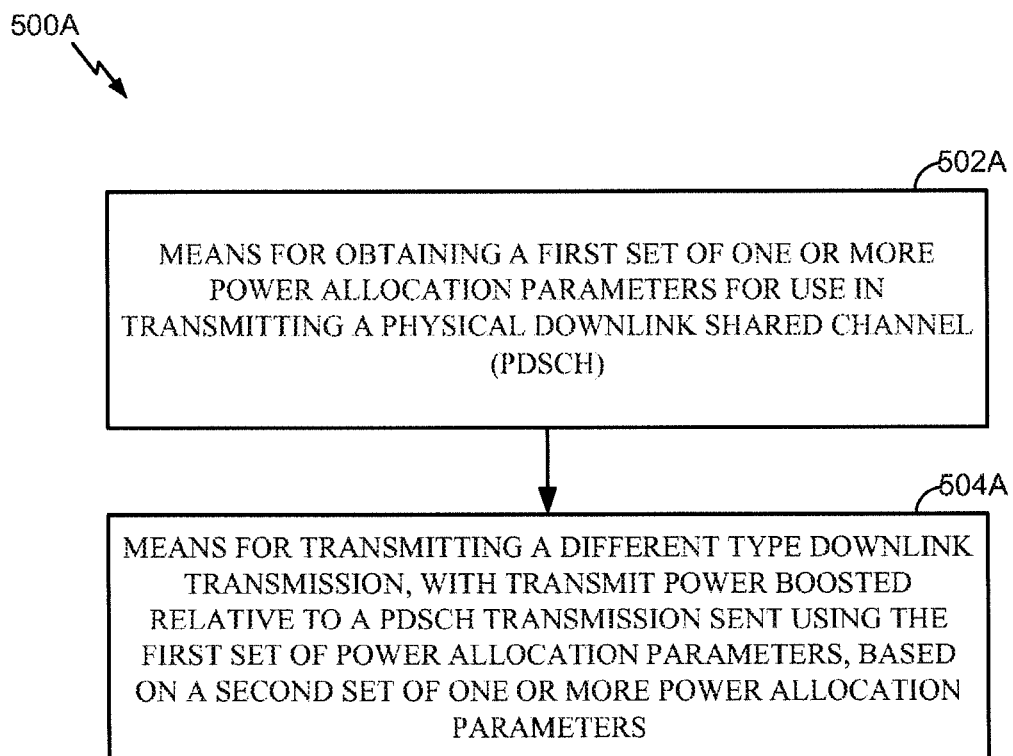 500A
502A
MEANS FOR OBTAINING A FIRST SET OF ONE OR MORE
POWER ALLOCATION PARAMETERS FOR USE IN
TRANSMITTING A PHYSICAL DOWNLINK SHARED CHANNEL
(PDSCH)
504A
MEANS FOR TRANSMITTING A DIFFERENT TYPE DOWNLINK
TRANSMISSION, WITH TRANSMIT POWER BOOSTED
RELATIVE TO A PDSCH TRANSMISSION SENT USING THE
FIRST SET OF POWER ALLOCATION PARAMETERS, BASED
ON A SECOND SET OF ONE OR MORE POWER ALLOCATION
PARAMETERS